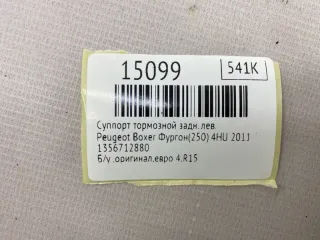 15099
541K
Суппорт тормозной задн.лев.
Peugeot Boxer Фургон(250) 4HU 2011
1356712880
Б/у ,оригинал,евро 4,R15